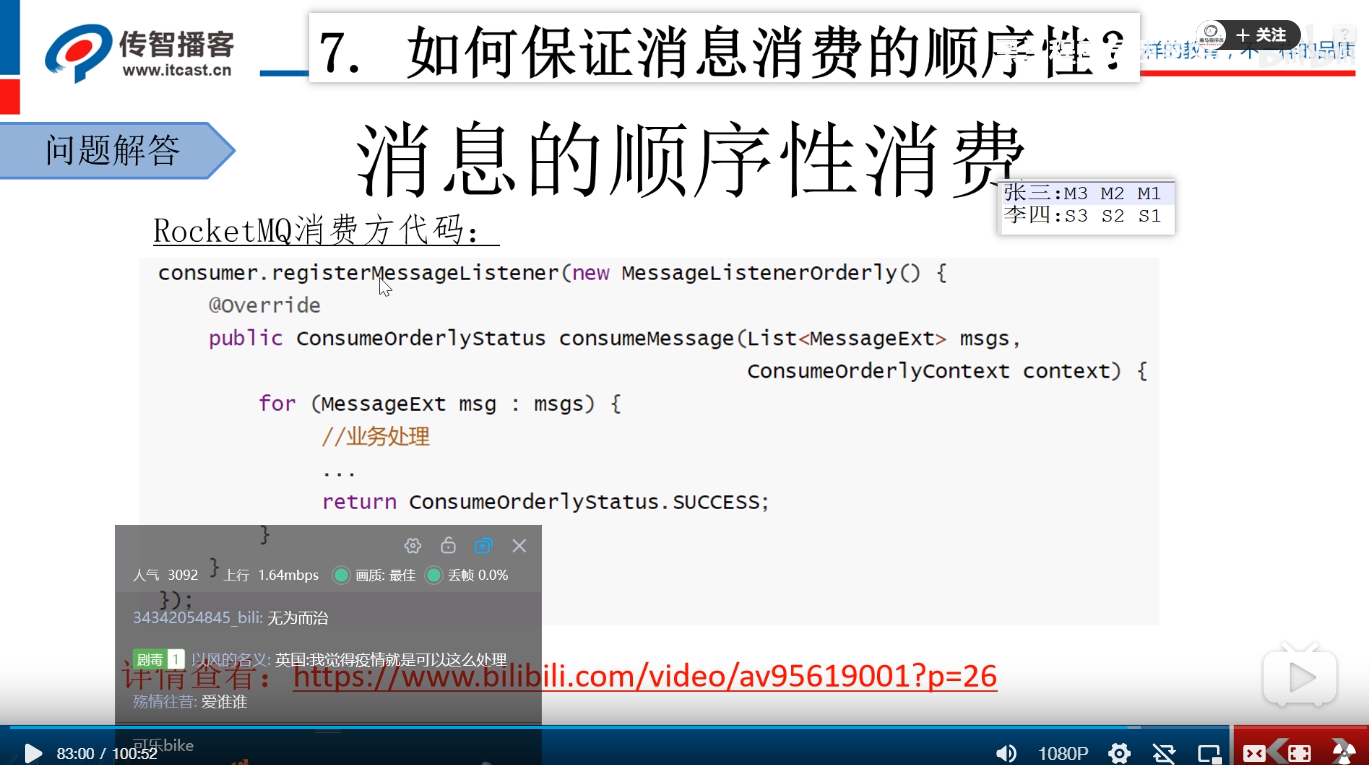 传智播客
www.itcast.cn
7. 如何保证消息消费的顺序性?
+ 关注
问题解答
消息的顺序性消费
张三:M3 M2 M1
李四:S3 S2 S1
RocketMQ消费方代码:
consumer.registerMessageListener(new MessageListenerOrderly() {
@Override
public ConsumeOrderlyStatus consumeMessage(List<MessageExt> msgs,
ConsumeOrderlyContext context) {
for (MessageExt msg : msgs) {
//业务处理
...
return ConsumeOrderlyStatus.SUCCESS;
}
}
});
人气 3092 上行 1.64mbps 画质: 最佳 丢帧 0.0%
34342054845_bili: 无为而治
剧毒 1 以风的名义: 英国:我觉得疫情就是可以这么处理
详情查看: https://www.bilibili.com/video/av95619001?p=26
殇情往昔: 爱谁谁
可乐bike
83:00 / 100:52
1080P